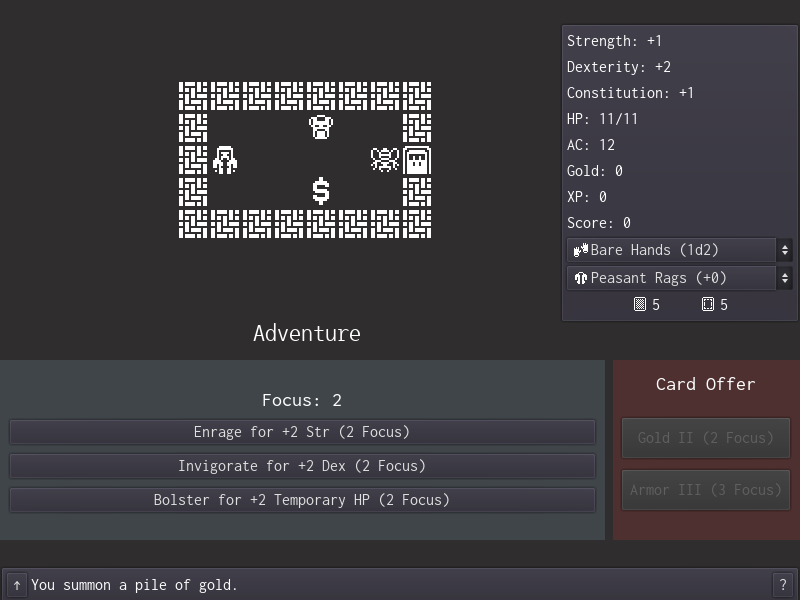 Strength: +1
Dexterity: +2
Constitution: +1
HP: 11/11
AC: 12
Gold: 0
XP: 0
Score: 0
Bare Hands (1d2)
Peasant Rags (+0)
5 5
$
Adventure
Focus: 2
Enrage for +2 Str (2 Focus)
Invigorate for +2 Dex (2 Focus)
Bolster for +2 Temporary HP (2 Focus)
Card Offer
Gold II (2 Focus)
Armor III (3 Focus)
↑ You summon a pile of gold. ?